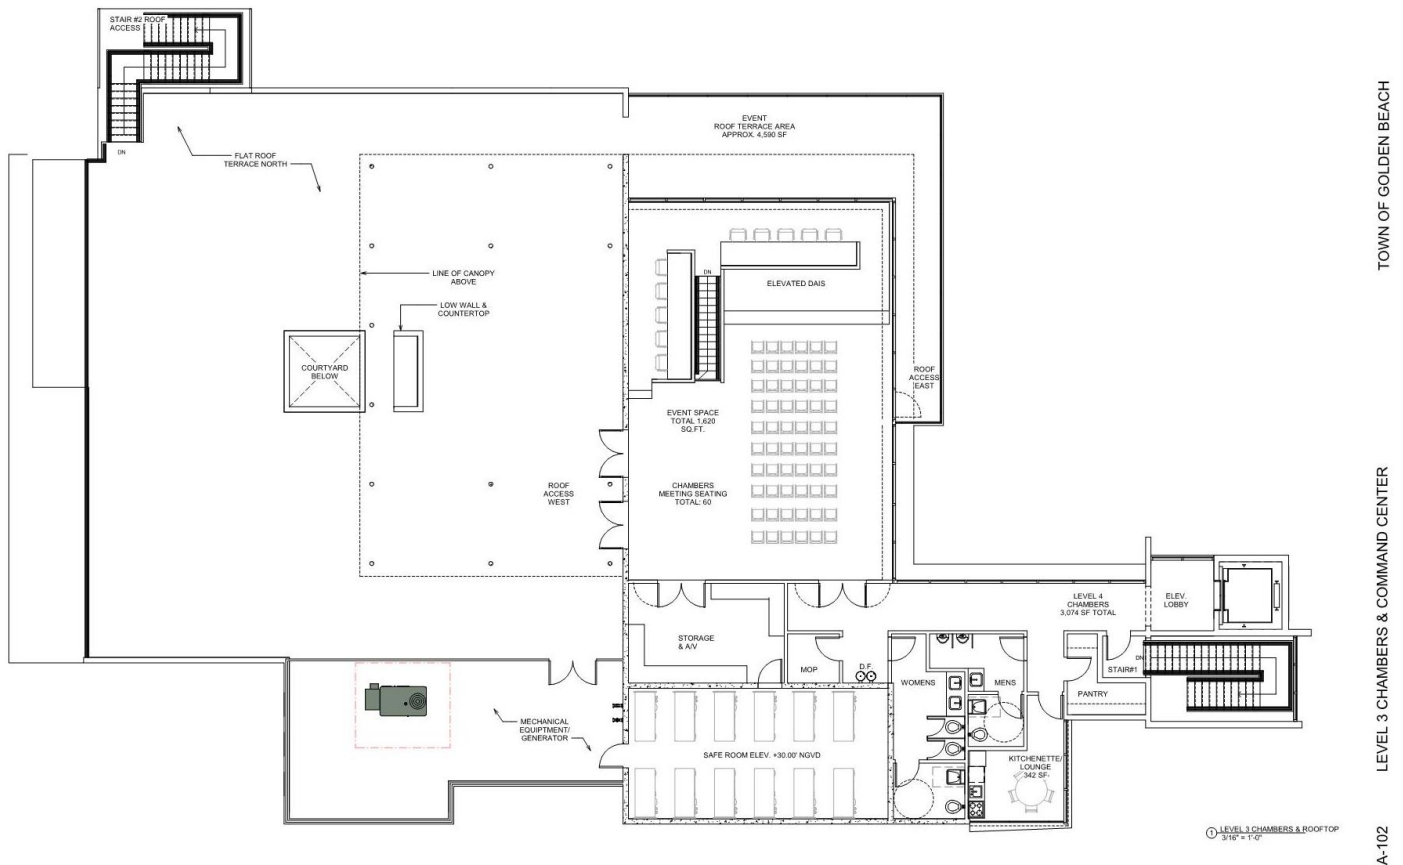 STAIR #2 ROOF
ACCESS
DN
FLAT ROOF
TERRACE NORTH
EVENT
ROOF TERRACE AREA
APPROX. 4,590 SF
LINE OF CANOPY
ABOVE
LOW WALL &
COUNTERTOP
COURTYARD
BELOW
DN
ELEVATED DAIS
ROOF
ACCESS
EAST
EVENT SPACE
TOTAL 1,620
SQ.FT.
CHAMBERS
MEETING SEATING
TOTAL: 60
ROOF
ACCESS
WEST
LEVEL 4
CHAMBERS
3,074 SF TOTAL
ELEV.
LOBBY
STORAGE
& A/V
MOP
D.F.
WOMENS
MENS
DN
STAIR#1
PANTRY
MECHANICAL
EQUIPTMENT/
GENERATOR
SAFE ROOM ELEV. +30.00' NGVD
KITCHENETTE/
LOUNGE
342 SF
1 LEVEL 3 CHAMBERS & ROOFTOP
3/16" = 1'-0"
TOWN OF GOLDEN BEACH
LEVEL 3 CHAMBERS & COMMAND CENTER
A-102